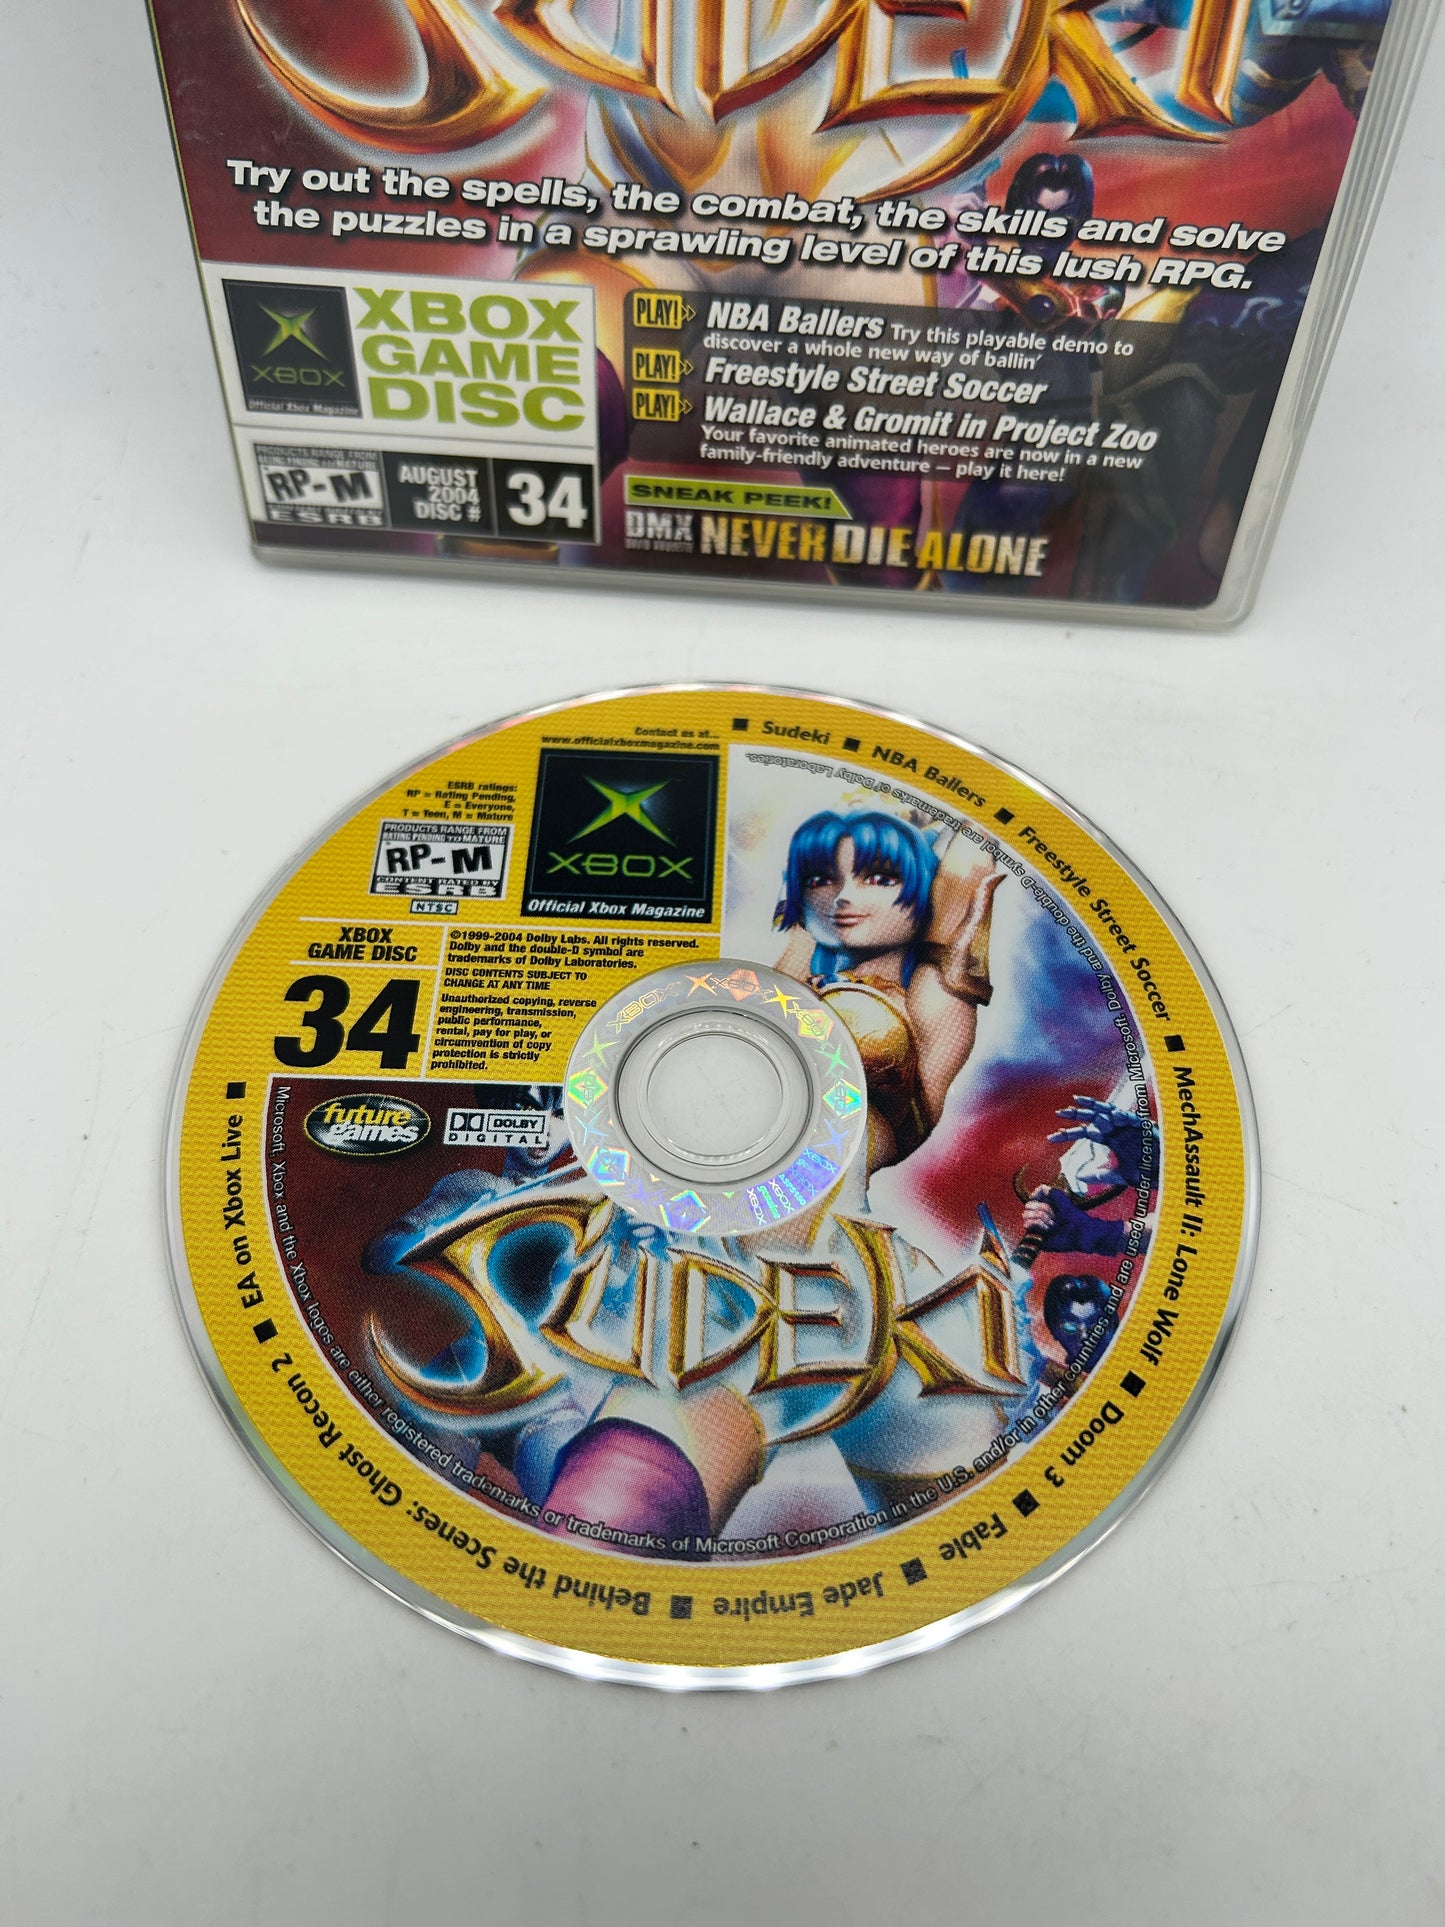 SUDEKI
Try out the spells, the combat, the skills and solve
the puzzles in a sprawling level of this lush RPG.
XBOX
Official Xbox Magazine
XBOX
GAME
DISC
PRODUCTS RANGE FROM
RATING PENDING TO MATURE
RP-M
ESRB
AUGUST
2004
DISC #
34
PLAY! NBA Ballers Try this playable demo to
discover a whole new way of ballin'
PLAY! Freestyle Street Soccer
PLAY! Wallace & Gromit in Project Zoo
Your favorite animated heroes are now in a new
family-friendly adventure – play it here!
SNEAK PEEK!
DMX NEVER DIE ALONE
Contact us at...
www.officialxboxmagazine.com
ESRB ratings:
RP = Rating Pending,
E = Everyone,
T = Teen, M = Mature
PRODUCTS RANGE FROM
RATING PENDING TO MATURE
RP-M
CONTENT RATED BY
ESRB
NTSC
XBOX
Official Xbox Magazine
XBOX
GAME DISC
34
©1999-2004 Dolby Labs. All rights reserved.
Dolby and the double-D symbol are
trademarks of Dolby Laboratories.
DISC CONTENTS SUBJECT TO
CHANGE AT ANY TIME
Unauthorized copying, reverse
engineering, transmission,
public performance,
rental, pay for play, or
circumvention of copy
protection is strictly
prohibited.
future
games
DOLBY
DIGITAL
SUDEKI
■ Sudeki ■ NBA Ballers ■ Freestyle Street Soccer ■ MechAssault II: Lone Wolf ■ Doom 3 ■ Fable ■ Jade Empire ■ Behind the Scenes: Ghost Recon 2 ■ EA on Xbox Live ■
Microsoft, Xbox and the Xbox logos are either registered trademarks or trademarks of Microsoft Corporation in the U.S. and/or in other countries and are used under license from Microsoft. Dolby and the double-D symbol are trademarks of Dolby Laboratories.